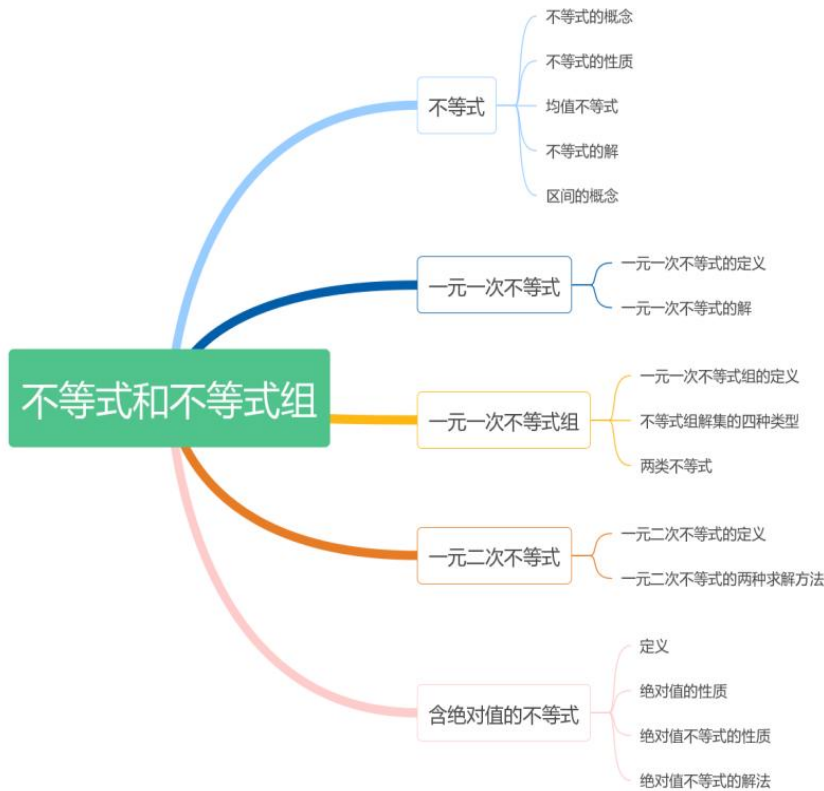 不等式和不等式组
不等式
不等式的概念
不等式的性质
均值不等式
不等式的解
区间的概念
一元一次不等式
一元一次不等式的定义
一元一次不等式的解
一元一次不等式组
一元一次不等式组的定义
不等式组解集的四种类型
两类不等式
一元二次不等式
一元二次不等式的定义
一元二次不等式的两种求解方法
含绝对值的不等式
定义
绝对值的性质
绝对值不等式的性质
绝对值不等式的解法